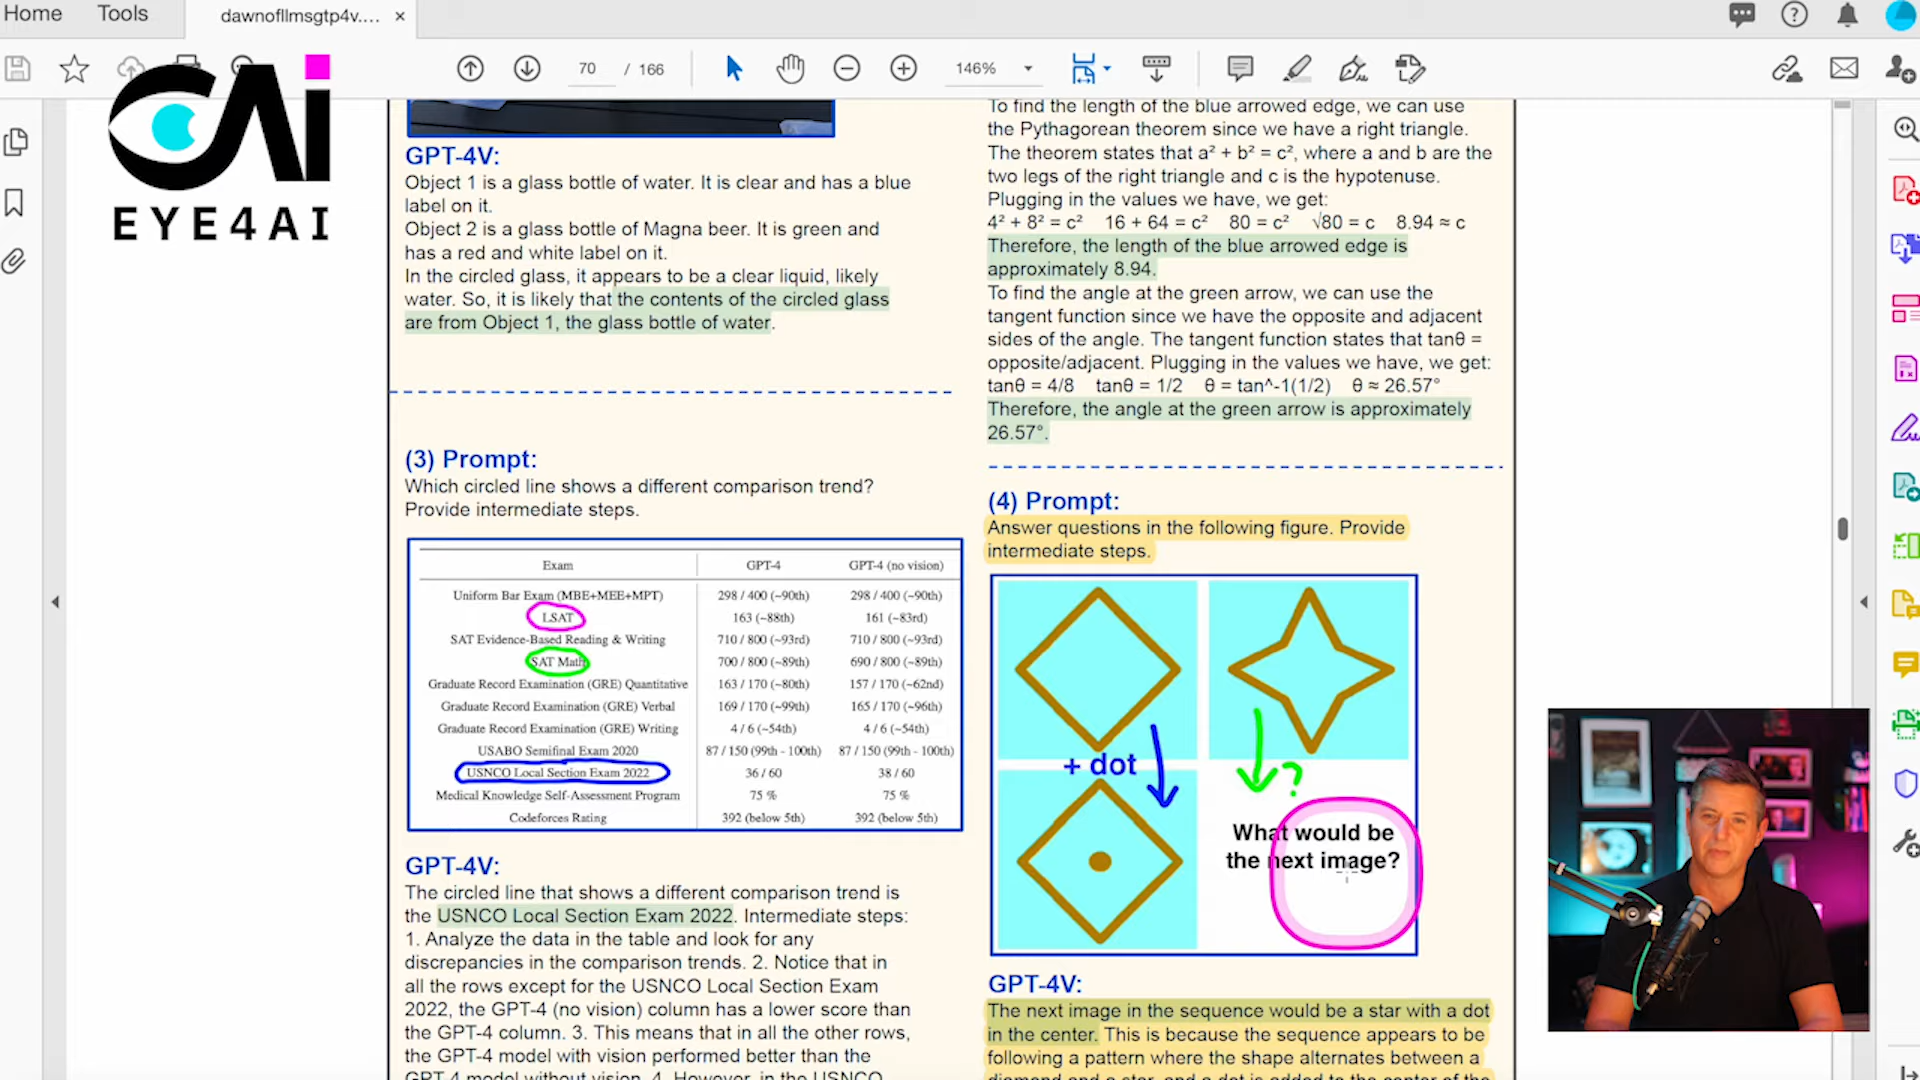 Home
Tools
dawnofllmsgtp4v....
70 / 166
146%
EYE4AI
GPT-4V:
Object 1 is a glass bottle of water. It is clear and has a blue
label on it.
Object 2 is a glass bottle of Magna beer. It is green and
has a red and white label on it.
In the circled glass, it appears to be a clear liquid, likely
water. So, it is likely that the contents of the circled glass
are from Object 1, the glass bottle of water.
(3) Prompt:
Which circled line shows a different comparison trend?
Provide intermediate steps.
Exam GPT-4 GPT-4 (no vision)
Uniform Bar Exam (MBE+MEE+MPT) 298 / 400 (~90th) 298 / 400 (~90th)
LSAT 163 (~88th) 161 (~83rd)
SAT Evidence-Based Reading & Writing 710 / 800 (~93rd) 710 / 800 (~93rd)
SAT Math 700 / 800 (~89th) 690 / 800 (~89th)
Graduate Record Examination (GRE) Quantitative 163 / 170 (~80th) 157 / 170 (~62nd)
Graduate Record Examination (GRE) Verbal 169 / 170 (~99th) 165 / 170 (~96th)
Graduate Record Examination (GRE) Writing 4 / 6 (~54th) 4 / 6 (~54th)
USABO Semifinal Exam 2020 87 / 150 (99th - 100th) 87 / 150 (99th - 100th)
USNCO Local Section Exam 2022 36 / 60 38 / 60
Medical Knowledge Self-Assessment Program 75 % 75 %
Codeforces Rating 392 (below 5th) 392 (below 5th)
GPT-4V:
The circled line that shows a different comparison trend is
the USNCO Local Section Exam 2022. Intermediate steps:
1. Analyze the data in the table and look for any
discrepancies in the comparison trends. 2. Notice that in
all the rows except for the USNCO Local Section Exam
2022, the GPT-4 (no vision) column has a lower score than
the GPT-4 column. 3. This means that in all the other rows,
the GPT-4 model with vision performed better than the
GPT-4 model without vision. 4. However, in the USNCO
To find the length of the blue arrowed edge, we can use
the Pythagorean theorem since we have a right triangle.
The theorem states that a² + b² = c², where a and b are the
two legs of the right triangle and c is the hypotenuse.
Plugging in the values we have, we get:
4² + 8² = c² 16 + 64 = c² 80 = c² √80 = c 8.94 ≈ c
Therefore, the length of the blue arrowed edge is
approximately 8.94.
To find the angle at the green arrow, we can use the
tangent function since we have the opposite and adjacent
sides of the angle. The tangent function states that tanθ =
opposite/adjacent. Plugging in the values we have, we get:
tanθ = 4/8 tanθ = 1/2 θ = tan^-1(1/2) θ ≈ 26.57°
Therefore, the angle at the green arrow is approximately
26.57°.
(4) Prompt:
Answer questions in the following figure. Provide
intermediate steps.
+ dot
?
What would be
the next image?
GPT-4V:
The next image in the sequence would be a star with a dot
in the center. This is because the sequence appears to be
following a pattern where the shape alternates between a
diamond and a star, and a dot is added to the center of the